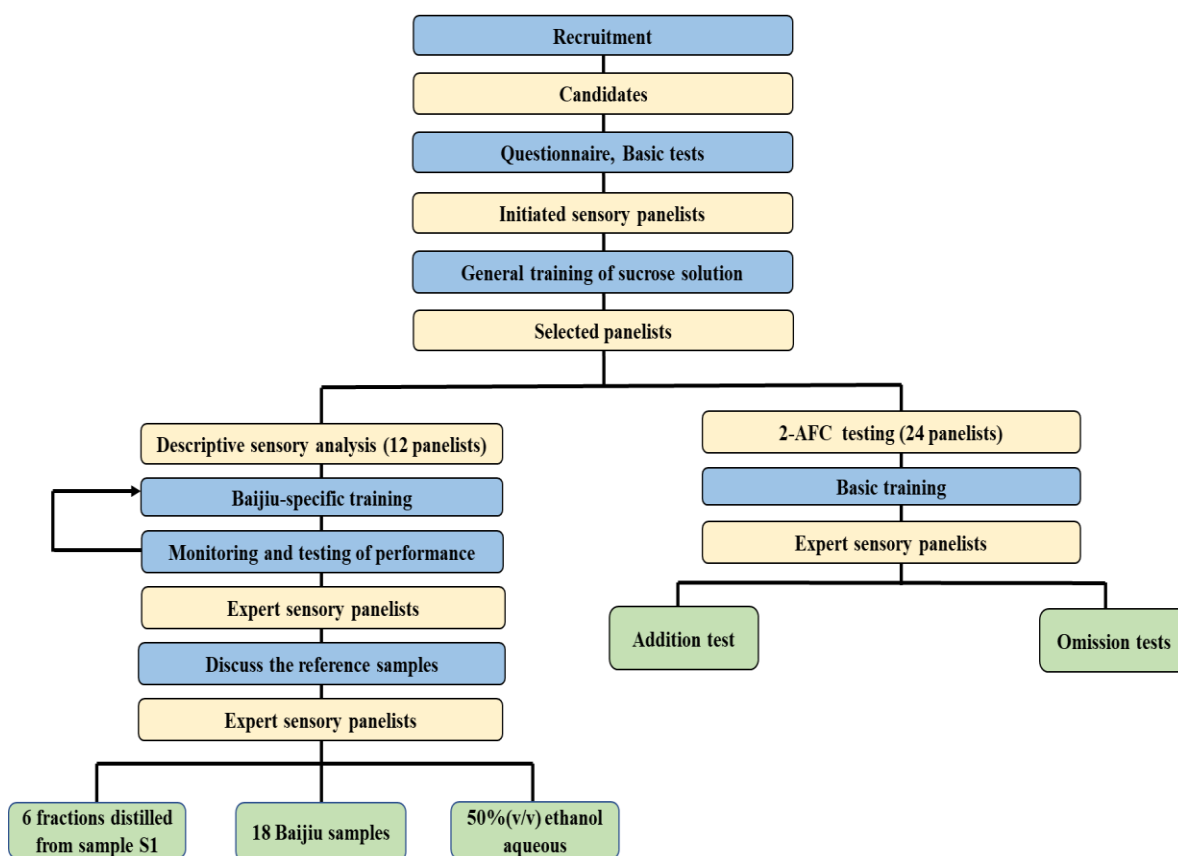 Recruitment
Candidates
Questionnaire, Basic tests
Initiated sensory panelists
General training of sucrose solution
Selected panelists
Descriptive sensory analysis (12 panelists)
Baijiu-specific training
Monitoring and testing of performance
Expert sensory panelists
Discuss the reference samples
Expert sensory panelists
6 fractions distilled
from sample S1
18 Baijiu samples
50%(v/v) ethanol
aqueous
2-AFC testing (24 panelists)
Basic training
Expert sensory panelists
Addition test
Omission tests